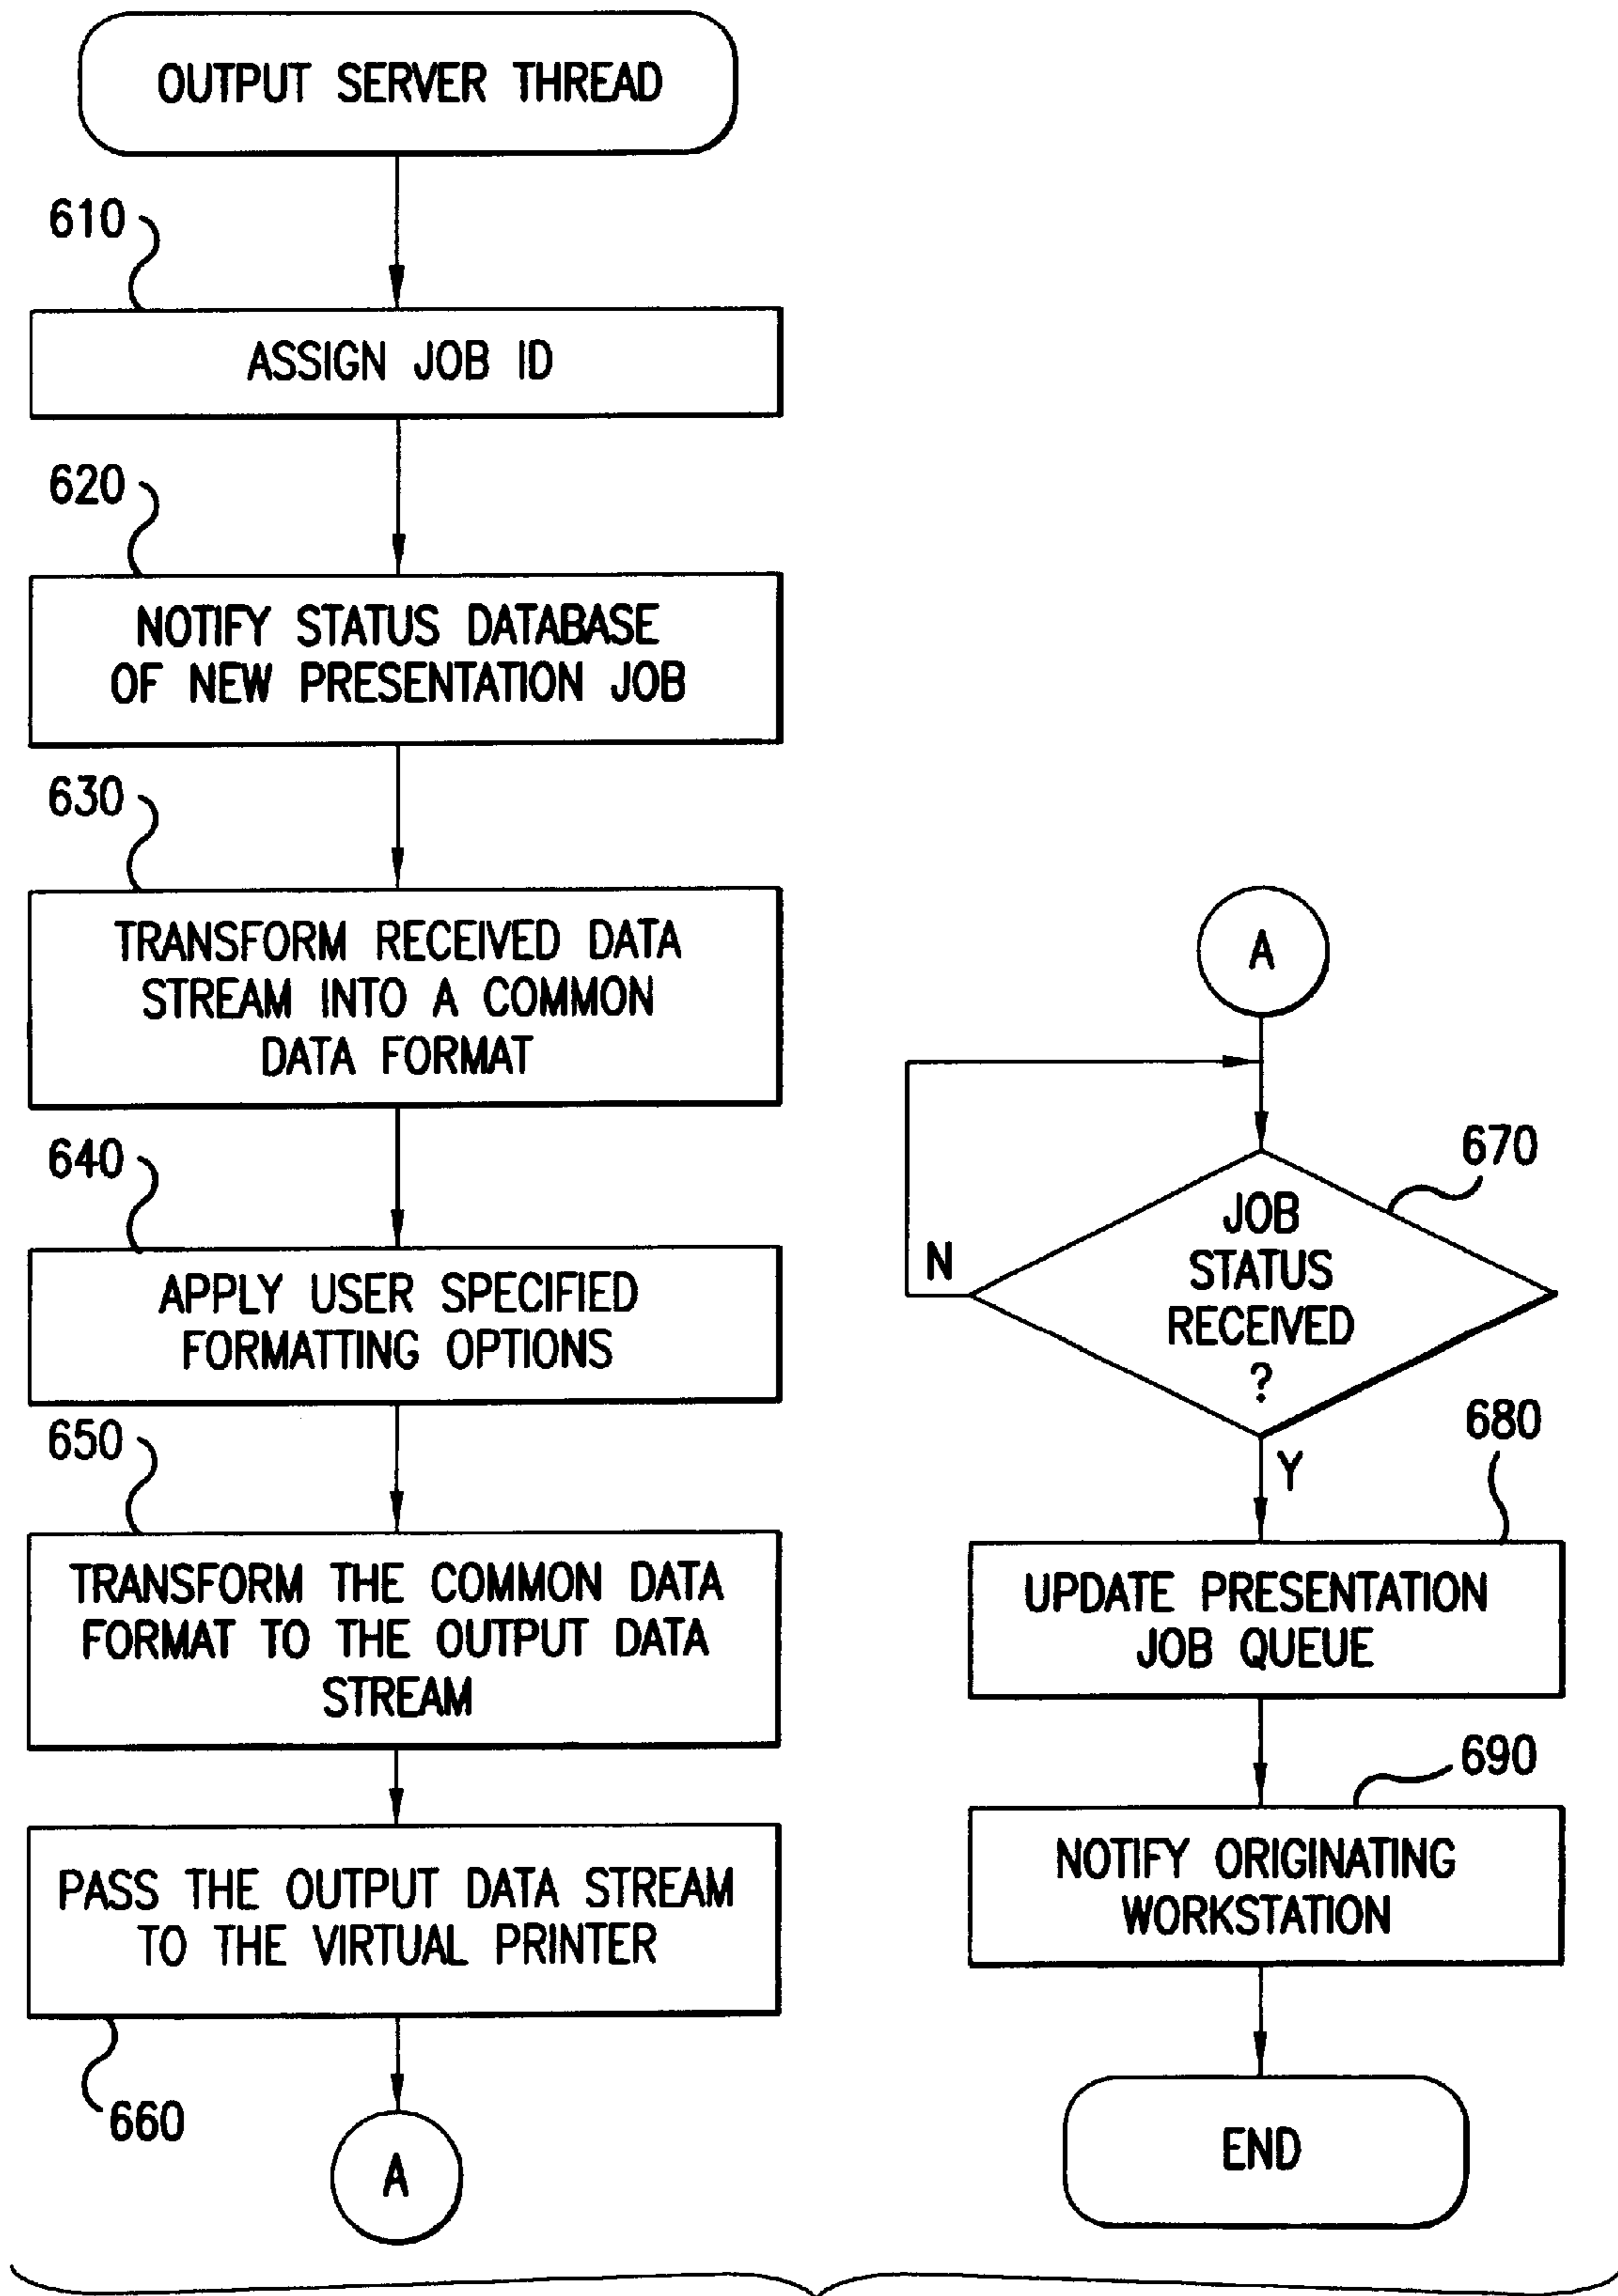 OUTPUT SERVER THREAD
610
ASSIGN JOB ID
620
NOTIFY STATUS DATABASE
OF NEW PRESENTATION JOB
630
TRANSFORM RECEIVED DATA
STREAM INTO A COMMON
DATA FORMAT
640
APPLY USER SPECIFIED
FORMATTING OPTIONS
650
TRANSFORM THE COMMON DATA
FORMAT TO THE OUTPUT DATA
STREAM
PASS THE OUTPUT DATA STREAM
TO THE VIRTUAL PRINTER
660
A
A
670
JOB
STATUS
RECEIVED
?
N
Y
680
UPDATE PRESENTATION
JOB QUEUE
690
NOTIFY ORIGINATING
WORKSTATION
END